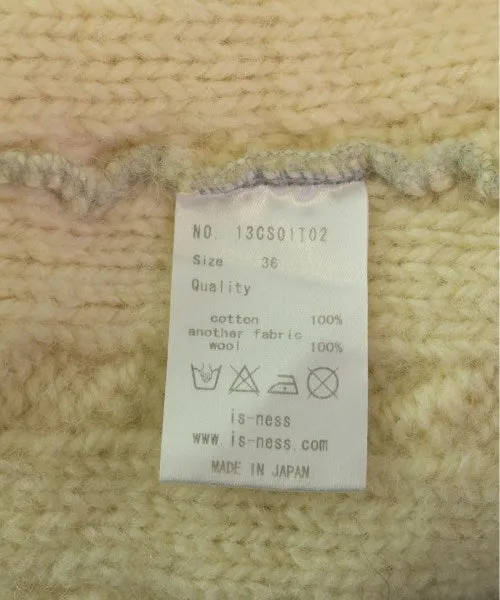 NO. 13CS01T02
Size 36
Quality
cotton 100%
another fabric
wool 100%
is-ness
www.is-ness.com
MADE IN JAPAN